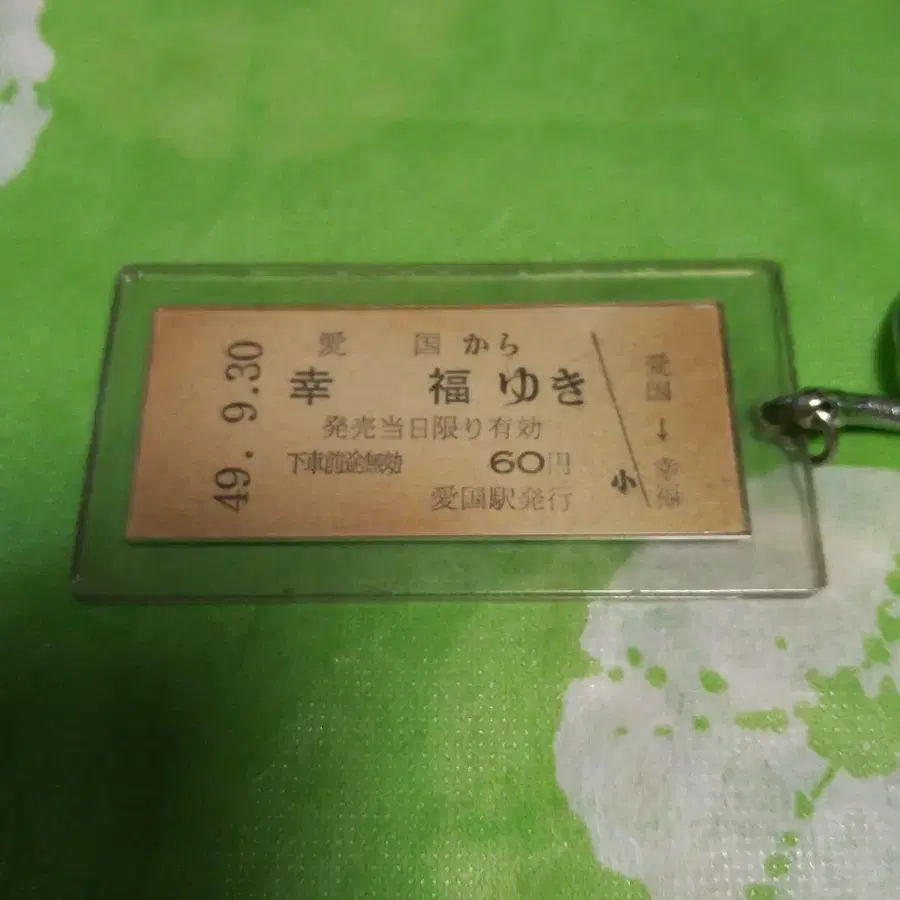 49. 9.30
愛国から
幸福ゆき
発売当日限り有効
下車前途無効 60円
愛国駅発行
小
愛国→幸福